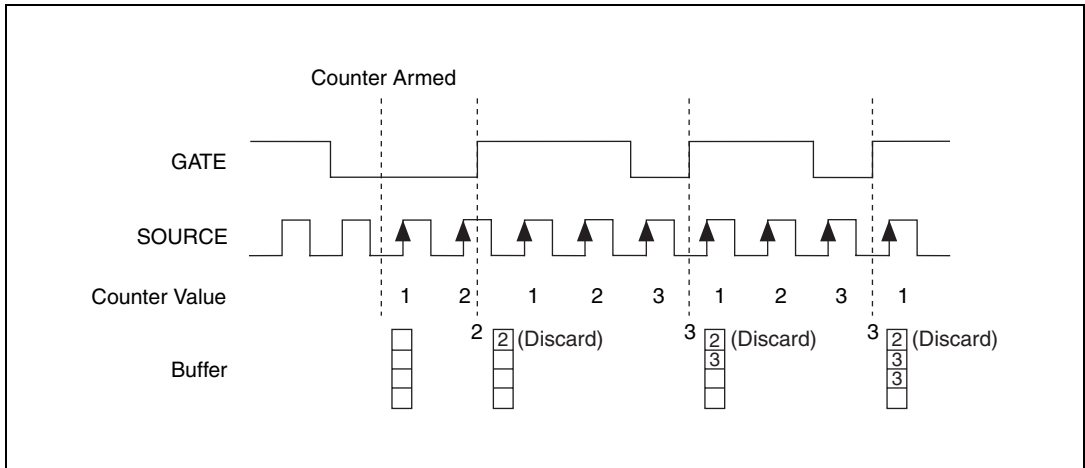 Counter Armed
GATE
SOURCE
Counter Value 1 2 1 2 3 1 2 3 1
2 3 3
Buffer
2 (Discard)
2 (Discard)
3
2 (Discard)
3
3